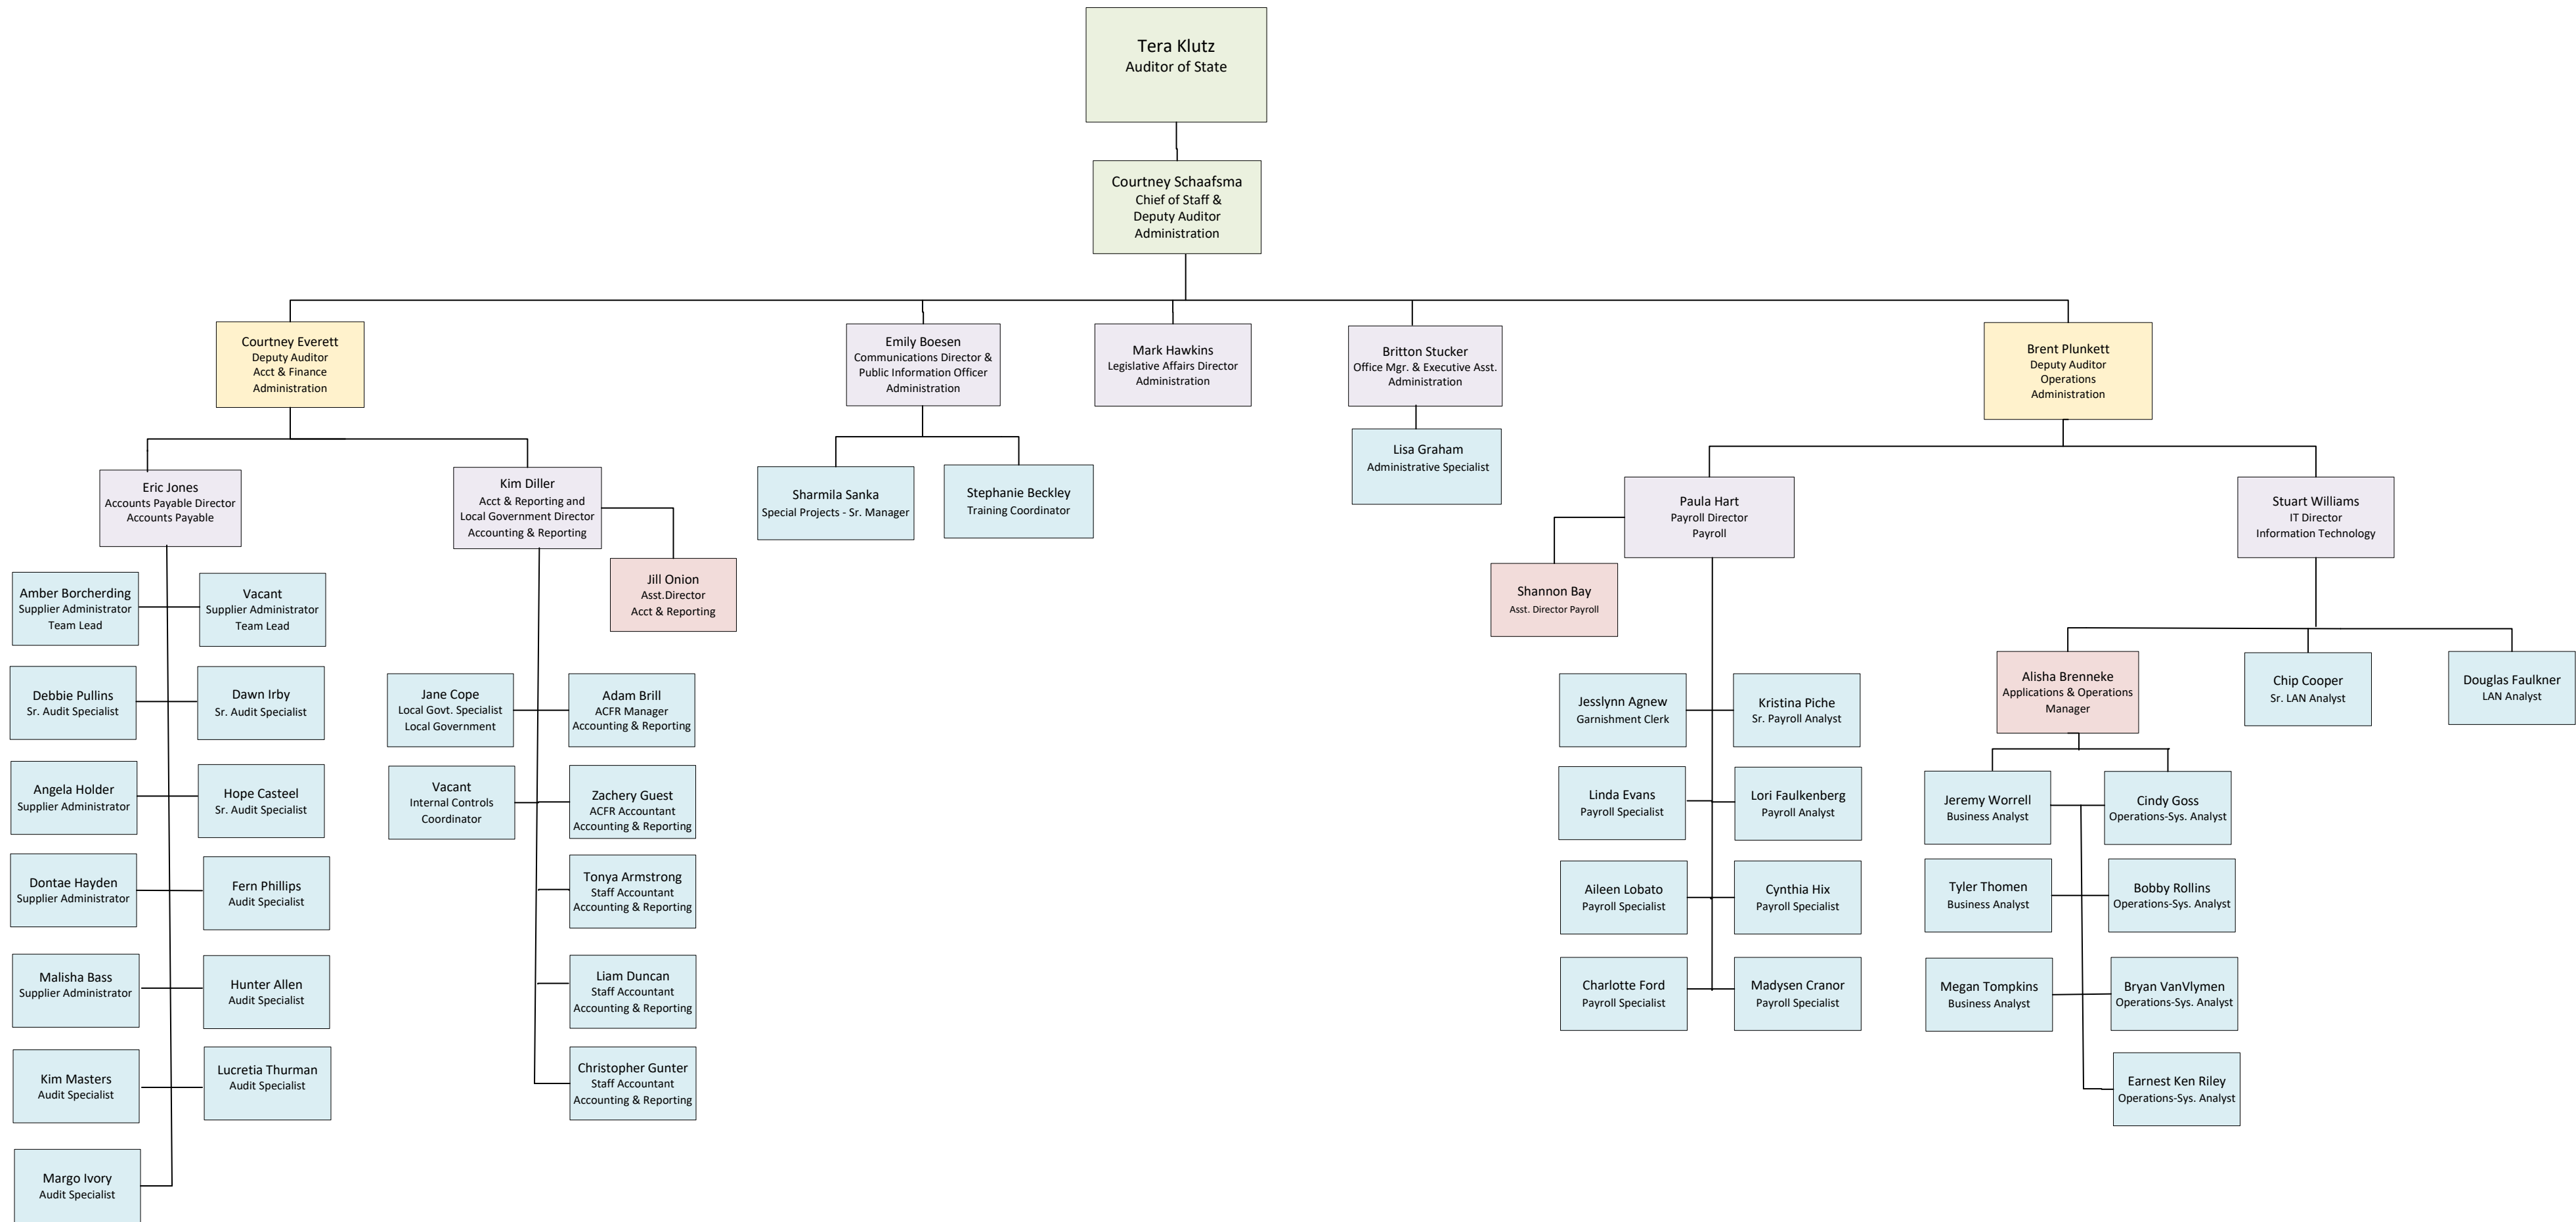 Tera Klutz
Auditor of State
Courtney Schaafsma
Chief of Staff &
Deputy Auditor
Administration
Courtney Everett
Deputy Auditor
Acct & Finance
Administration
Emily Boesen
Communications Director &
Public Information Officer
Administration
Mark Hawkins
Legislative Affairs Director
Administration
Britton Stucker
Office Mgr. & Executive Asst.
Administration
Brent Plunkett
Deputy Auditor
Operations
Administration
Eric Jones
Accounts Payable Director
Accounts Payable
Kim Diller
Acct & Reporting and
Local Government Director
Accounting & Reporting
Jill Onion
Asst.Director
Acct & Reporting
Sharmila Sanka
Special Projects - Sr. Manager
Stephanie Beckley
Training Coordinator
Lisa Graham
Administrative Specialist
Paula Hart
Payroll Director
Payroll
Shannon Bay
Asst. Director Payroll
Stuart Williams
IT Director
Information Technology
Amber Borcherding
Supplier Administrator
Team Lead
Vacant
Supplier Administrator
Team Lead
Debbie Pullins
Sr. Audit Specialist
Dawn Irby
Sr. Audit Specialist
Angela Holder
Supplier Administrator
Hope Casteel
Sr. Audit Specialist
Dontae Hayden
Supplier Administrator
Fern Phillips
Audit Specialist
Malisha Bass
Supplier Administrator
Hunter Allen
Audit Specialist
Kim Masters
Audit Specialist
Lucretia Thurman
Audit Specialist
Margo Ivory
Audit Specialist
Jane Cope
Local Govt. Specialist
Local Government
Adam Brill
ACFR Manager
Accounting & Reporting
Vacant
Internal Controls
Coordinator
Zachery Guest
ACFR Accountant
Accounting & Reporting
Tonya Armstrong
Staff Accountant
Accounting & Reporting
Liam Duncan
Staff Accountant
Accounting & Reporting
Christopher Gunter
Staff Accountant
Accounting & Reporting
Jesslynn Agnew
Garnishment Clerk
Kristina Piche
Sr. Payroll Analyst
Linda Evans
Payroll Specialist
Lori Faulkenberg
Payroll Analyst
Aileen Lobato
Payroll Specialist
Cynthia Hix
Payroll Specialist
Charlotte Ford
Payroll Specialist
Madysen Cranor
Payroll Specialist
Alisha Brenneke
Applications & Operations
Manager
Chip Cooper
Sr. LAN Analyst
Douglas Faulkner
LAN Analyst
Jeremy Worrell
Business Analyst
Cindy Goss
Operations-Sys. Analyst
Tyler Thomen
Business Analyst
Bobby Rollins
Operations-Sys. Analyst
Megan Tompkins
Business Analyst
Bryan VanVlymen
Operations-Sys. Analyst
Earnest Ken Riley
Operations-Sys. Analyst